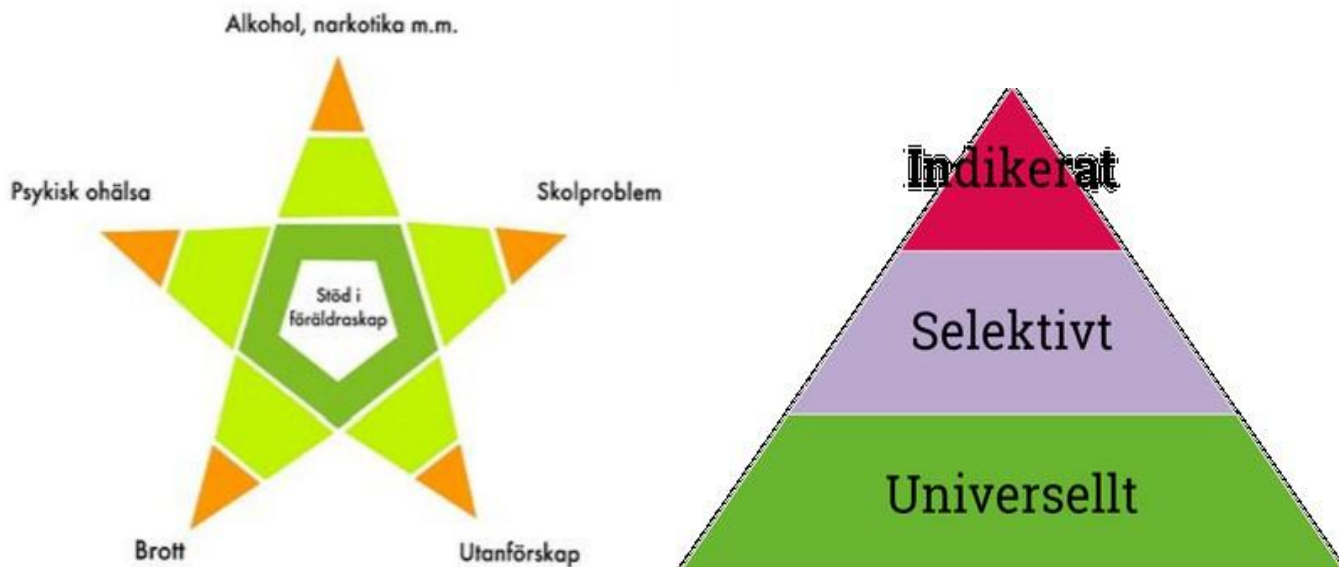 Alkohol, narkotika m.m.
Psykisk ohälsa
Skolproblem
Stöd i
föräldraskap
Brott
Utanförskap
Indikerat
Selektivt
Universellt